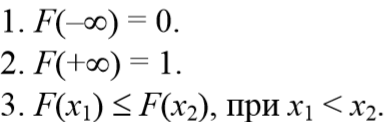 1. F(–∞) = 0.
2. F(+∞) = 1.
3. F(x₁) ≤ F(x₂), при x₁ < x₂.